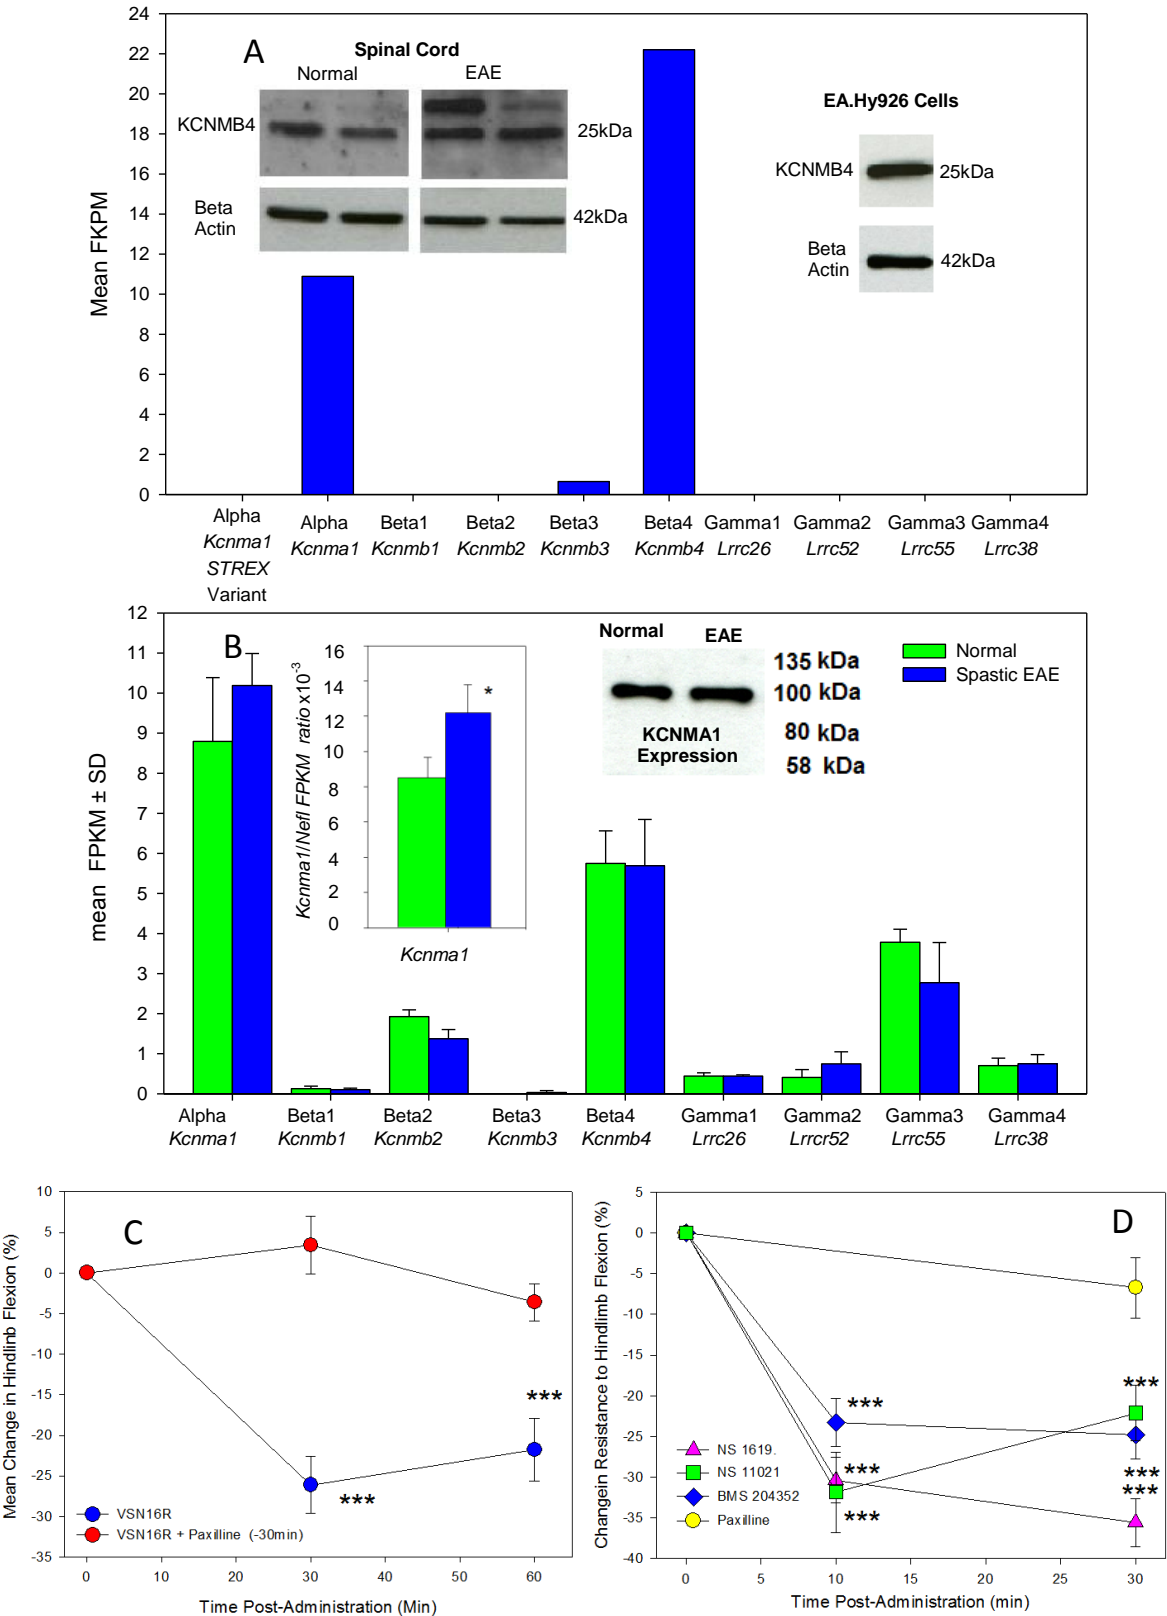 A
Spinal Cord
Normal
EAE
KCNMB4
25kDa
Beta
Actin
42kDa
EA.Hy926 Cells
KCNMB4
25kDa
Beta
Actin
42kDa
Mean FKPM
24
22
20
18
16
14
12
10
8
6
4
2
0
Alpha
Kcnma1
STREX
Variant
Alpha
Kcnma1
Beta1
Kcnmb1
Beta2
Kcnmb2
Beta3
Kcnmb3
Beta4
Kcnmb4
Gamma1
Lrrc26
Gamma2
Lrrc52
Gamma3
Lrrc55
Gamma4
Lrrc38
B
mean FPKM ± SD
12
11
10
9
8
7
6
5
4
3
2
1
0
Kcnma1/Nefl FPKM ratio x10-3
16
14
12
10
8
6
4
2
0
*
Kcnma1
Normal
EAE
135 kDa
100 kDa
80 kDa
58 kDa
KCNMA1
Expression
Normal
Spastic EAE
Alpha
Kcnma1
Beta1
Kcnmb1
Beta2
Kcnmb2
Beta3
Kcnmb3
Beta4
Kcnmb4
Gamma1
Lrrc26
Gamma2
Lrrcr52
Gamma3
Lrrc55
Gamma4
Lrrc38
C
Mean Change in Hindlinb Flexion (%)
10
5
0
-5
-10
-15
-20
-25
-30
-35
***
***
VSN16R
VSN16R + Paxilline (-30min)
0
10
20
30
40
50
60
Time Post-Administration (Min)
D
Changein Resistance to Hindlimb Flexion (%)
5
0
-5
-10
-15
-20
-25
-30
-35
-40
***
***
***
***
***
***
NS 1619.
NS 11021
BMS 204352
Paxilline
0
5
10
15
20
25
30
Time Post-Administration (min)